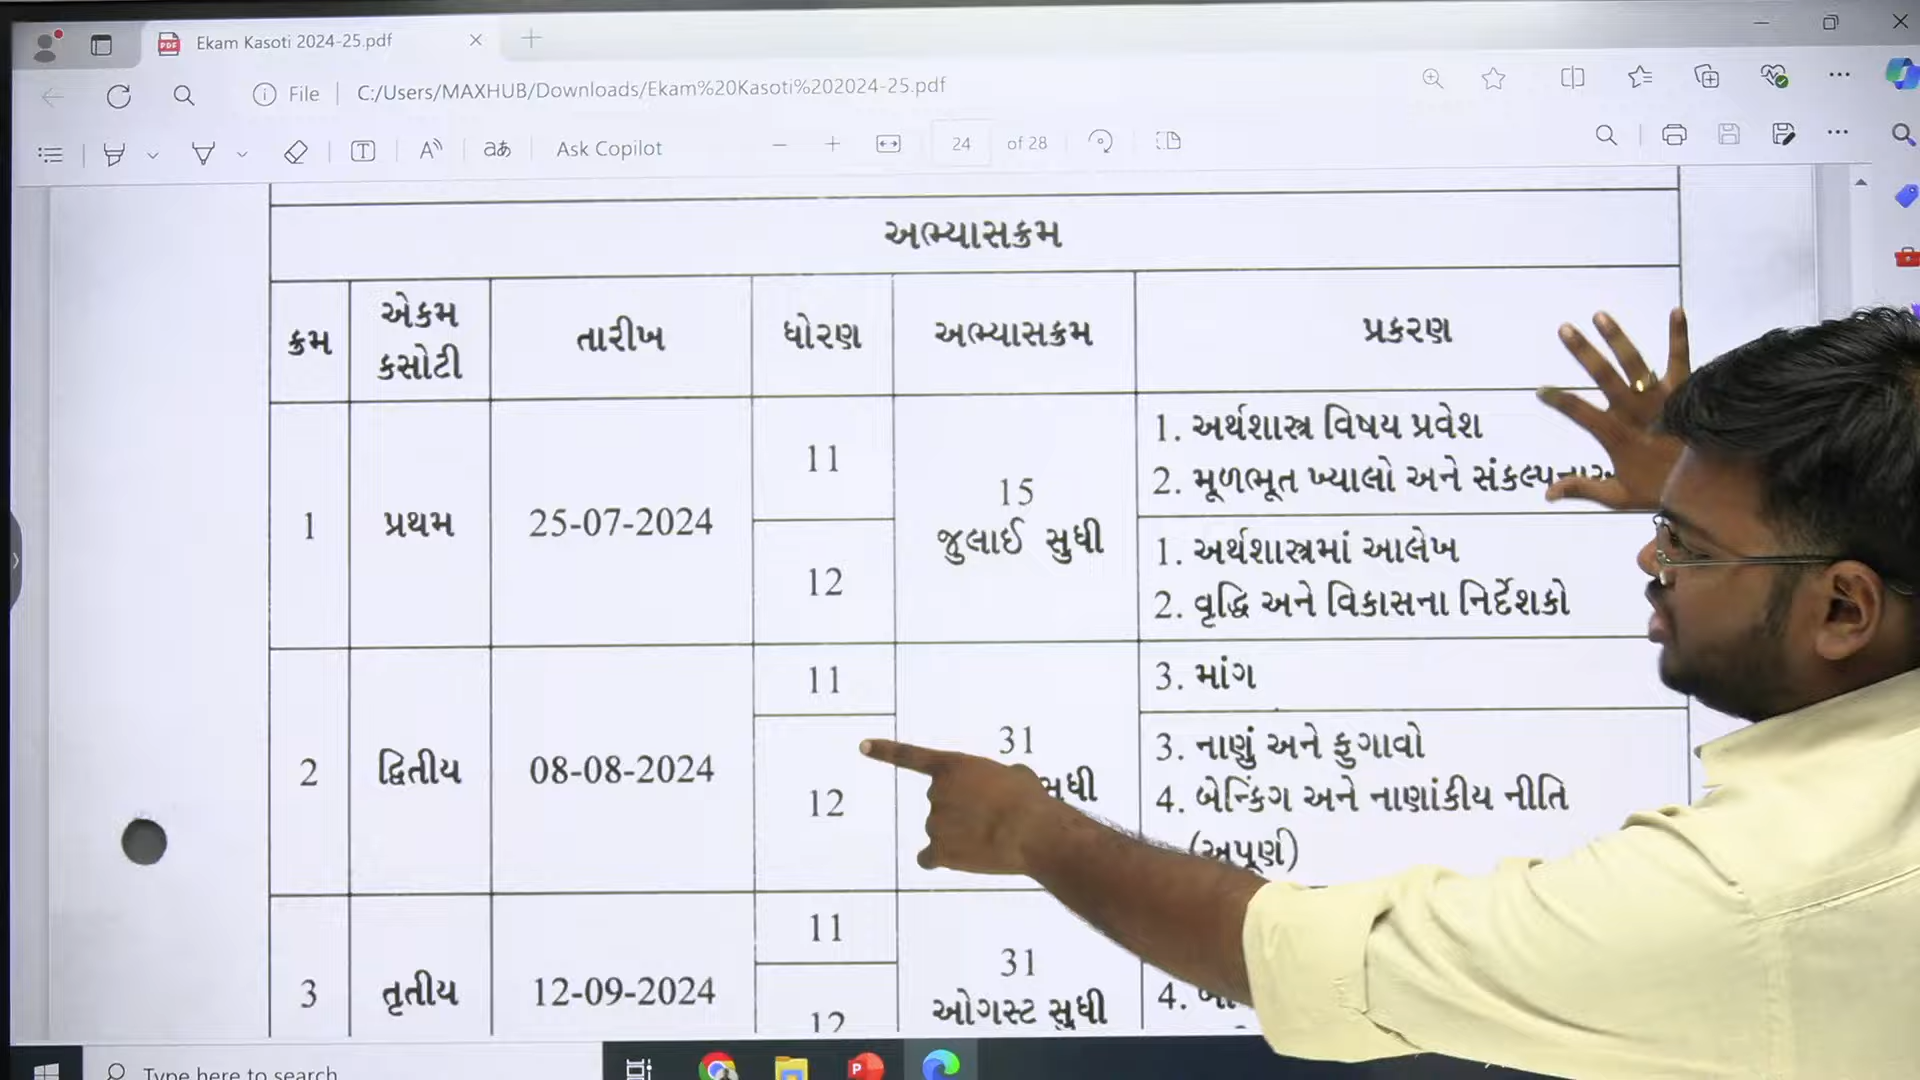 Ekam Kasoti 2024-25.pdf
File
C:/Users/MAXHUB/Downloads/Ekam%20Kasoti%202024-25.pdf
Ask Copilot
24 of 28
અભ્યાસક્રમ
ક્રમ
એકમ
કસોટી
તારીખ
ધોરણ
અભ્યાસક્રમ
પ્રકરણ
1
પ્રથમ
25-07-2024
11
12
15
જુલાઈ સુધી
1. અર્થશાસ્ત્ર વિષય પ્રવેશ
2. મૂળભૂત ખ્યાલો અને
1. અર્થશાસ્ત્રમાં આલેખ
2. વૃદ્ધિ અને વિકાસના નિર્દેશકો
2
દ્વિતીય
08-08-2024
11
12
31
સુધી
3. માંગ
3. નાણું અને ફુગાવો
4. બેન્કિંગ અને નાણાંકીય નીતિ
(અપૂર્ણ)
3
તૃતીય
12-09-2024
11
12
31
ઓગસ્ટ સુધી
4.
Type here to search